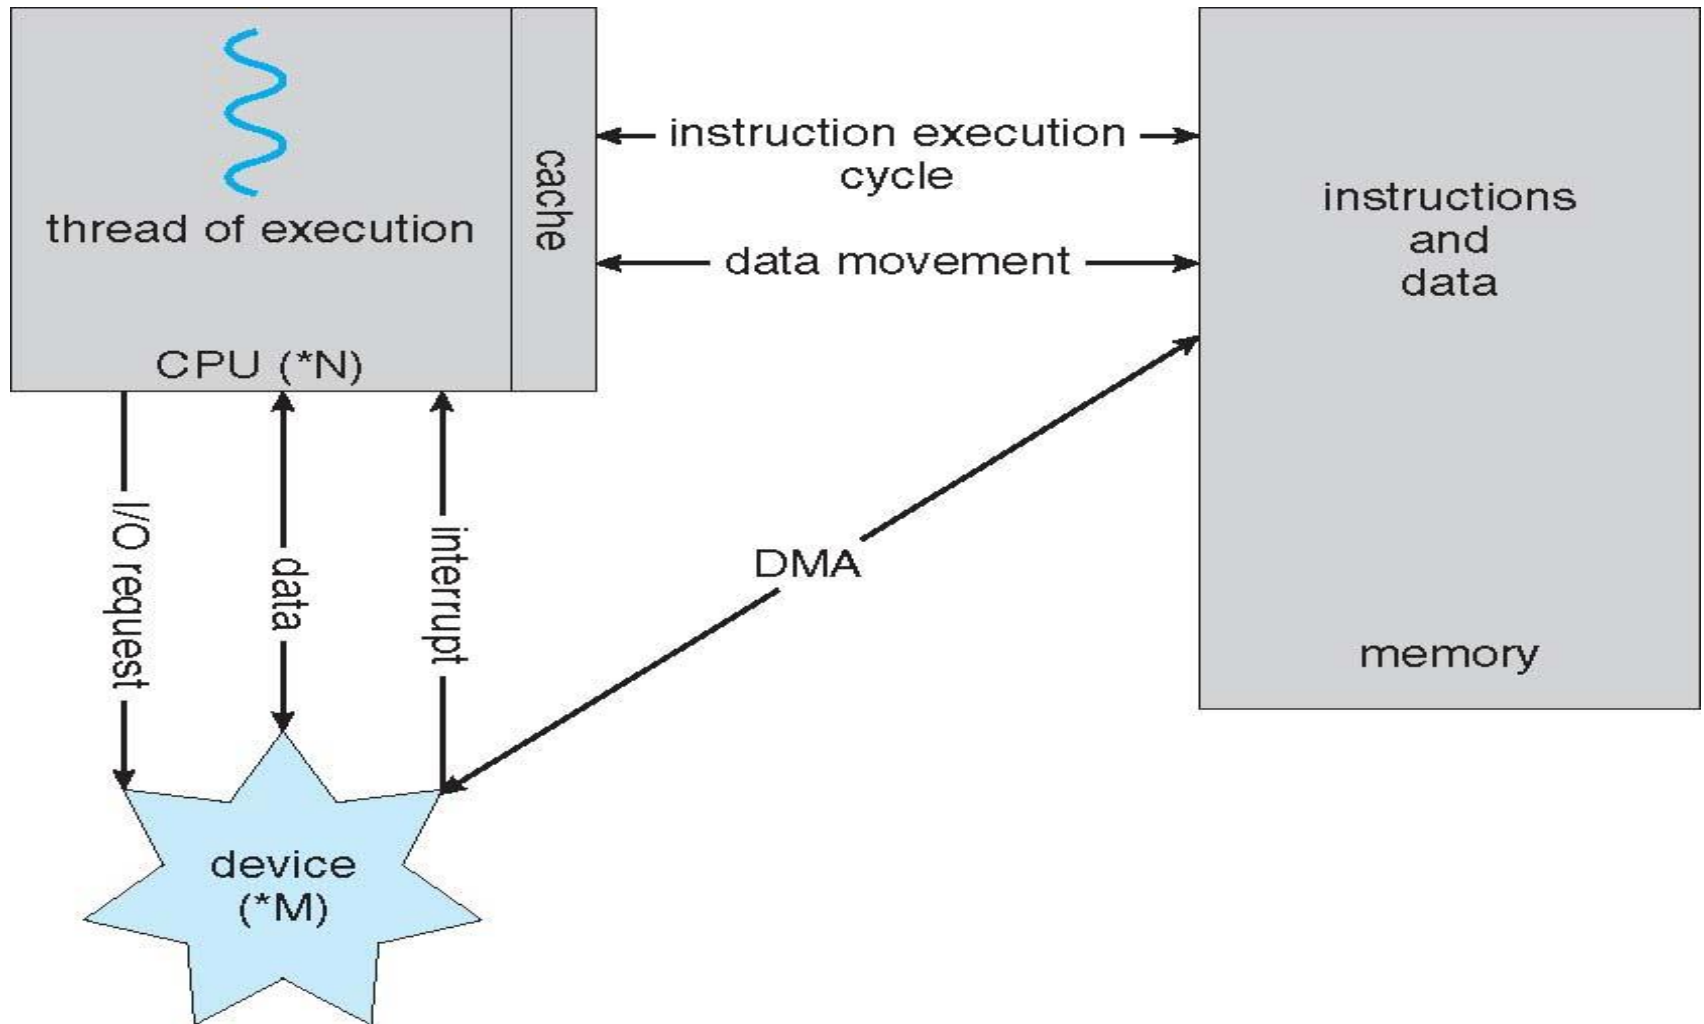 thread of execution
CPU (*N)
cache
instruction execution
cycle
data movement
instructions
and
data
memory
I/O request
data
interrupt
DMA
device
(*M)